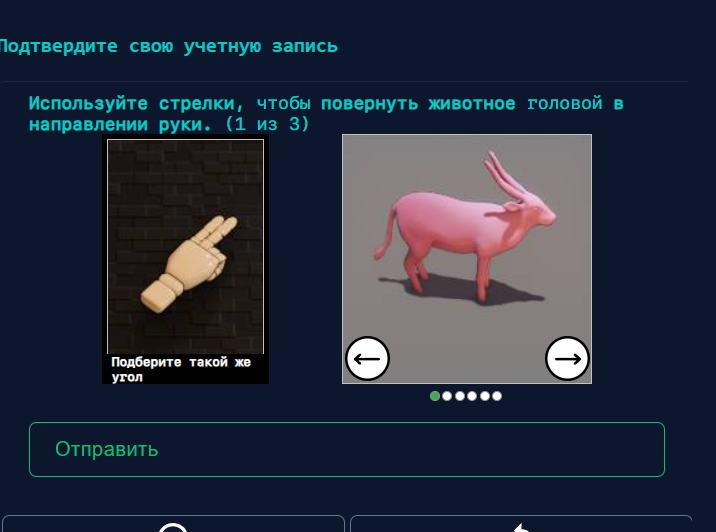 Подтвердите свою учетную запись
Используйте стрелки, чтобы повернуть животное головой в
направлении руки. (1 из 3)
Подберите такой же
угол
Отправить